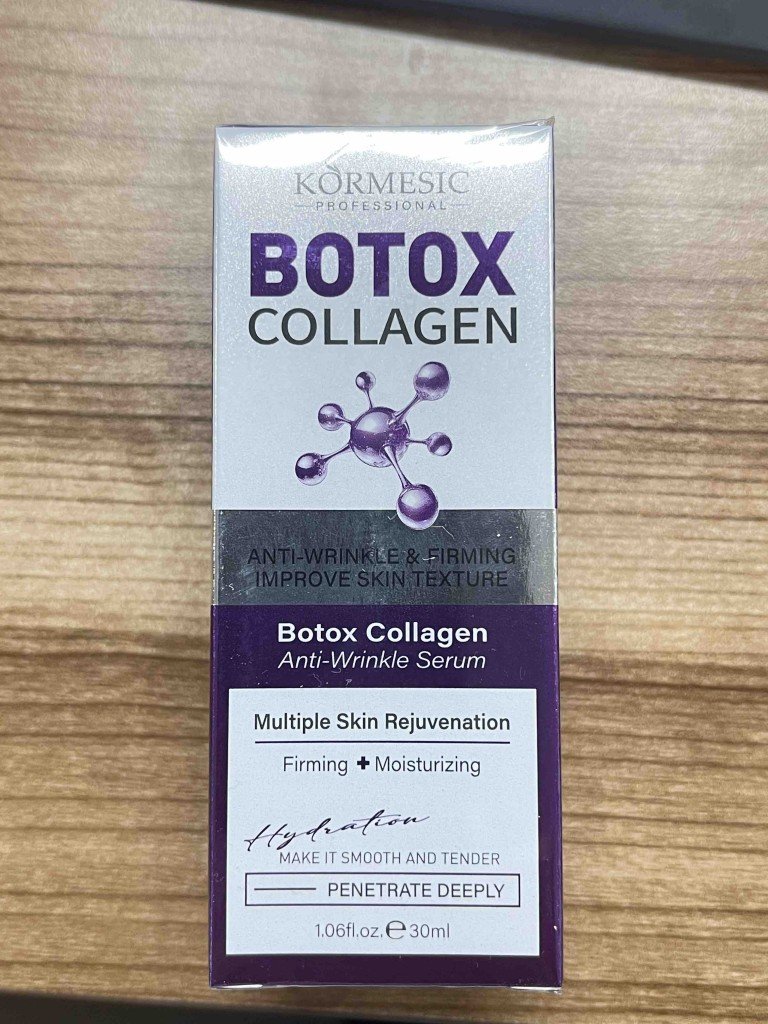 KÒRMESIC
PROFESSIONAL
BOTOX
COLLAGEN
ANTI-WRINKLE & FIRMING
IMPROVE SKIN TEXTURE
Botox Collagen
Anti-Wrinkle Serum
Multiple Skin Rejuvenation
Firming + Moisturizing
Hydration
MAKE IT SMOOTH AND TENDER
PENETRATE DEEPLY
1.06fl.oz. ℮ 30ml